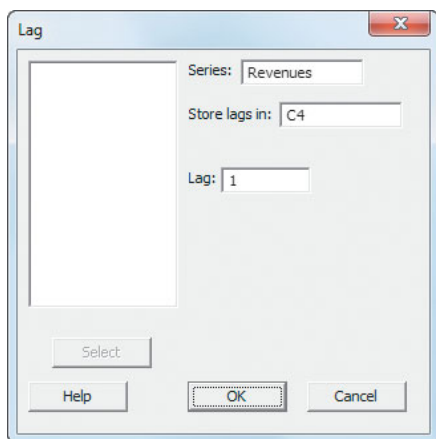 Lag
Series: Revenues
Store lags in: C4
Lag: 1
Select
Help OK Cancel